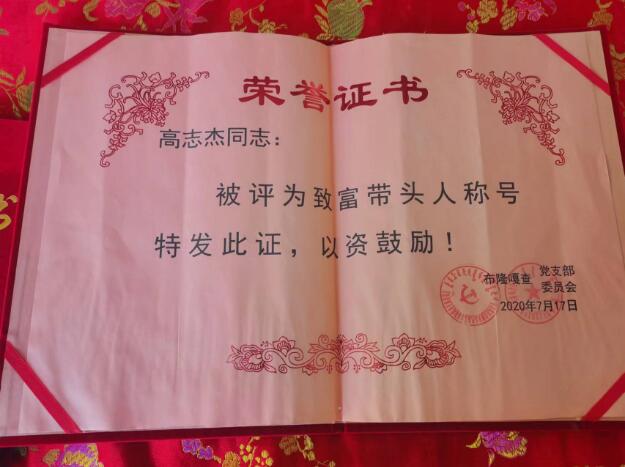 荣誉证书
高志杰同志：
被评为致富带头人称号
特发此证，以资鼓励！
布隆嘎查 党支部
委员会
2020年7月17日